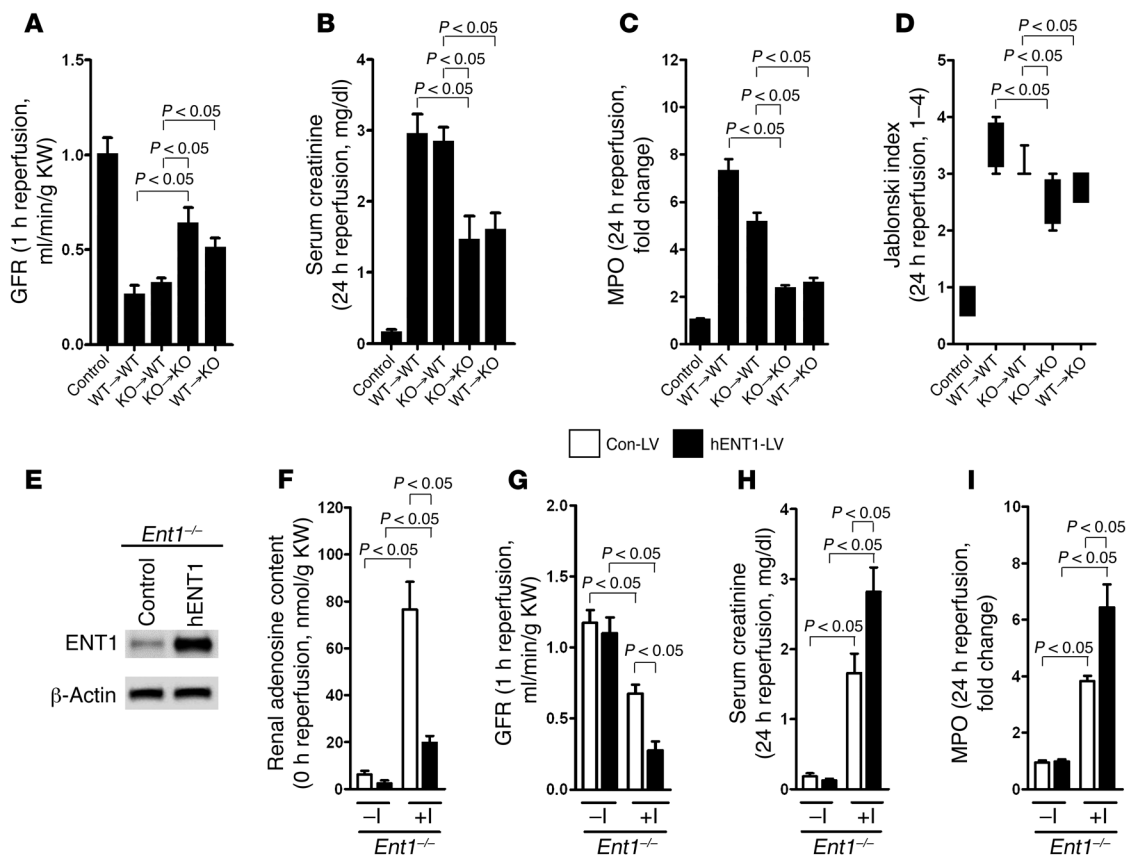 A
GFR (1 h reperfusion,
ml/min/g KW)
1.5
1.0
0.5
0.0
P < 0.05
P < 0.05
P < 0.05
Control
WT→WT
KO→WT
KO→KO
WT→KO
B
Serum creatinine
(24 h reperfusion, mg/dl)
4
3
2
1
0
P < 0.05
P < 0.05
P < 0.05
Control
WT→WT
KO→WT
KO→KO
WT→KO
C
MPO (24 h reperfusion,
fold change)
12
10
8
6
4
2
0
P < 0.05
P < 0.05
P < 0.05
Control
WT→WT
KO→WT
KO→KO
WT→KO
D
Jablonski index
(24 h reperfusion, 1–4)
5
4
3
2
1
0
P < 0.05
P < 0.05
P < 0.05
Control
WT→WT
KO→WT
KO→KO
WT→KO
Con-LV
hENT1-LV
E
Ent1–/–
Control
hENT1
ENT1
β-Actin
F
Renal adenosine content
(0 h reperfusion, nmol/g KW)
120
100
80
60
40
20
0
P < 0.05
P < 0.05
P < 0.05
–I
+I
Ent1–/–
G
GFR (1 h reperfusion,
ml/min/g KW)
2.0
1.5
1.0
0.5
0.0
P < 0.05
P < 0.05
P < 0.05
–I
+I
Ent1–/–
H
Serum creatinine
(24 h reperfusion, mg/dl)
4
3
2
1
0
P < 0.05
P < 0.05
P < 0.05
–I
+I
Ent1–/–
I
MPO (24 h reperfusion,
fold change)
10
8
6
4
2
0
P < 0.05
P < 0.05
P < 0.05
–I
+I
Ent1–/–